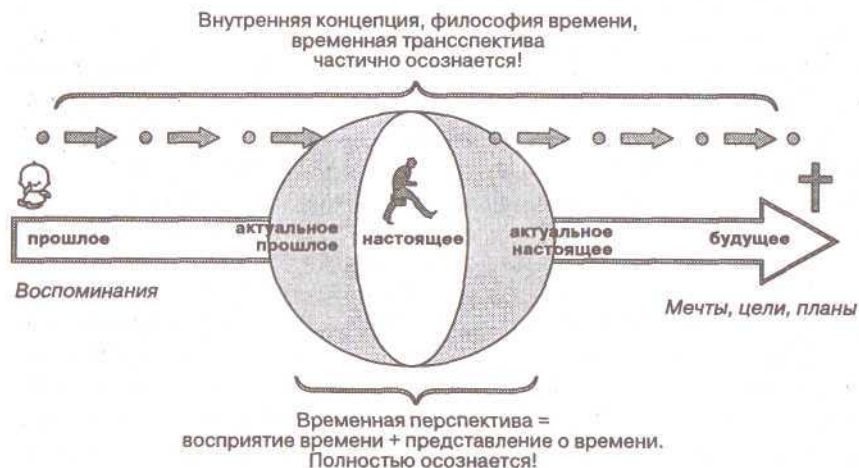 Внутренняя концепция, философия времени,
временная трансспектива
частично осознается!
прошлое
актуальное
прошлое
настоящее
актуальное
настоящее
будущее
Воспоминания
Мечты, цели, планы
Временная перспектива =
восприятие времени + представление о времени.
Полностью осознается!